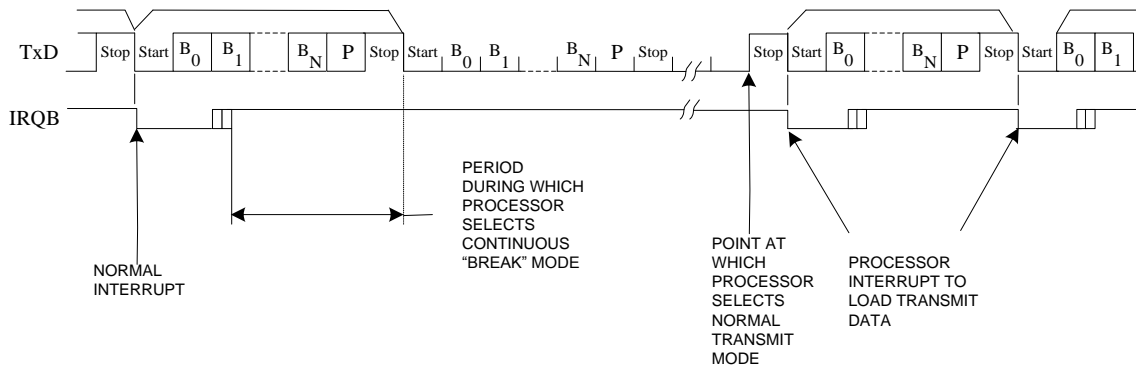 TxD Stop Start B0 B1 BN P Stop Start B0 B1 BN P Stop Stop Start B0 BN P Stop Start B0 B1
IRQB
NORMAL
INTERRUPT
PERIOD
DURING WHICH
PROCESSOR
SELECTS
CONTINUOUS
“BREAK” MODE
POINT AT
WHICH
PROCESSOR
SELECTS
NORMAL
TRANSMIT
MODE
PROCESSOR
INTERRUPT TO
LOAD TRANSMIT
DATA